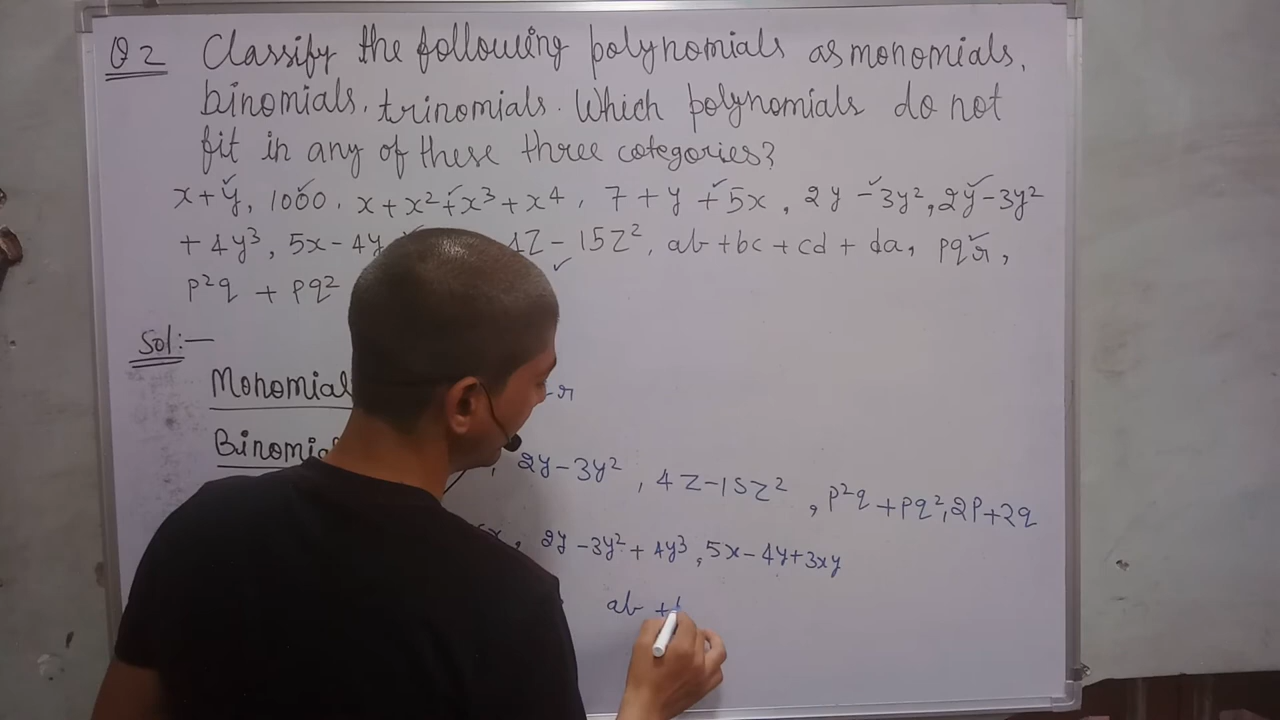 Q2 Classify the following polynomials as monomials,
binomials, trinomials. Which polynomials do not
fit in any of these three categories?
x+y, 1000, x+x²+x³+x⁴, 7+y+5x, 2y-3y², 2y-3y²
+4y³, 5x-4y 4z-15z², ab+bc+cd+da, pqr,
p²q + pq²
Sol:-
Monomial r
Binomi , 2y-3y², 4z-15z², p²q+pq², 2p+2q
5x, 2y-3y²+4y³, 5x-4y+3xy
ab +